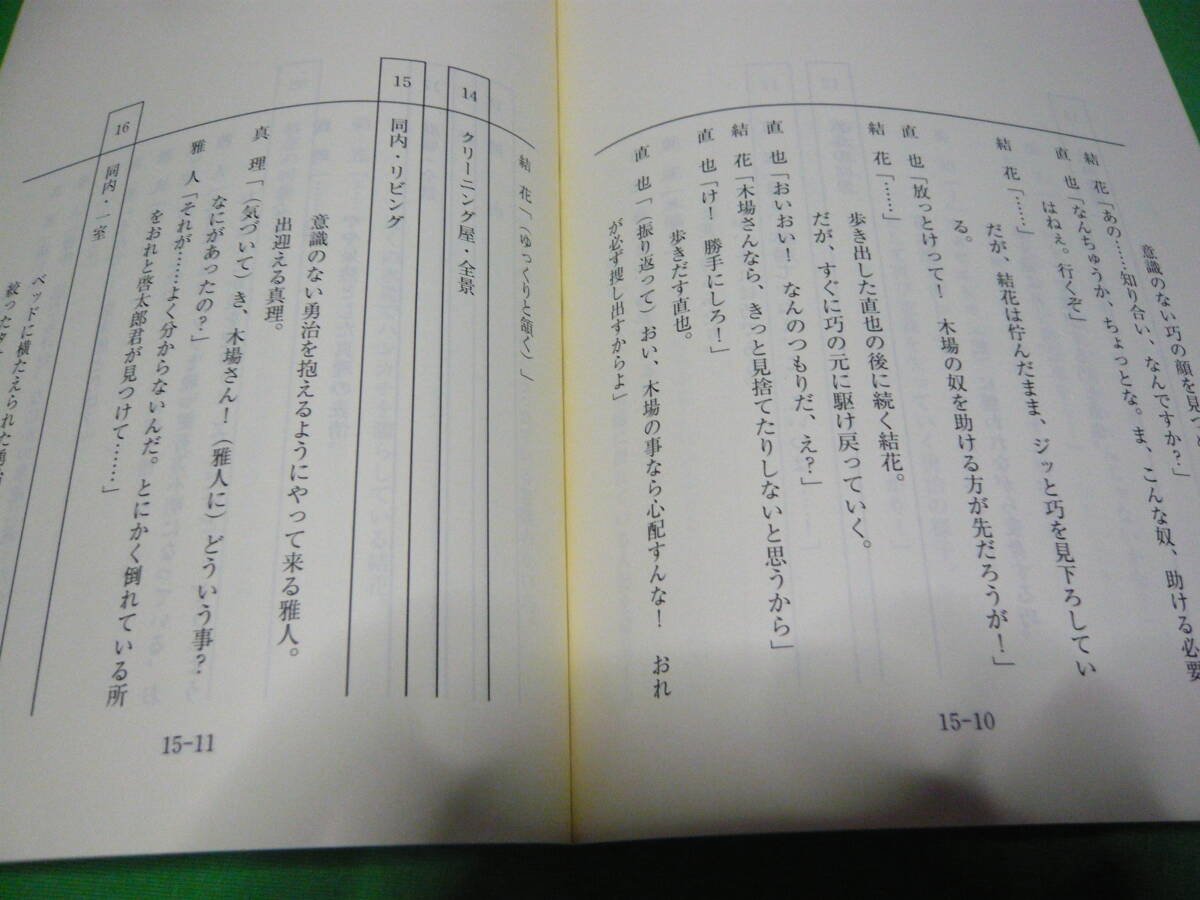 意識のない巧の顔を見つ
結　花「あの……知り合い、なんですか？」
直　也「なんちゅうか、ちょっとな。ま、こんな奴、助ける必要
はねぇ。行くぞ」
結　花「……」
だが、結花は佇んだまま、ジッと巧を見下ろしてい
る。
直　也「放っとけって！　木場の奴を助ける方が先だろうが！」
結　花「……」
歩き出した直也の後に続く結花。
だが、すぐに巧の元に駆け戻っていく。
直　也「おいおい！　なんのつもりだ、え？」
結　花「木場さんなら、きっと見捨てたりしないと思うから」
直　也「け！　勝手にしろ！」
歩きだす直也。
直　也「（振り返って）おい、木場の事なら心配すんな！　おれ
が必ず捜し出すからよ」
15-10
結　花「（ゆっくりと頷く）」
14　クリーニング屋・全景
15　同内・リビング
意識のない勇治を抱えるようにやって来る雅人。
出迎える真理。
真　理「（気づいて）き、木場さん！（雅人に）どういう事？
なにがあったの？」
雅　人「それが……よく分からないんだ。とにかく倒れている所
をおれと啓太郎君が見つけて……」
16　同内・一室
ベッドに横たえられた勇治
絞った
15-11